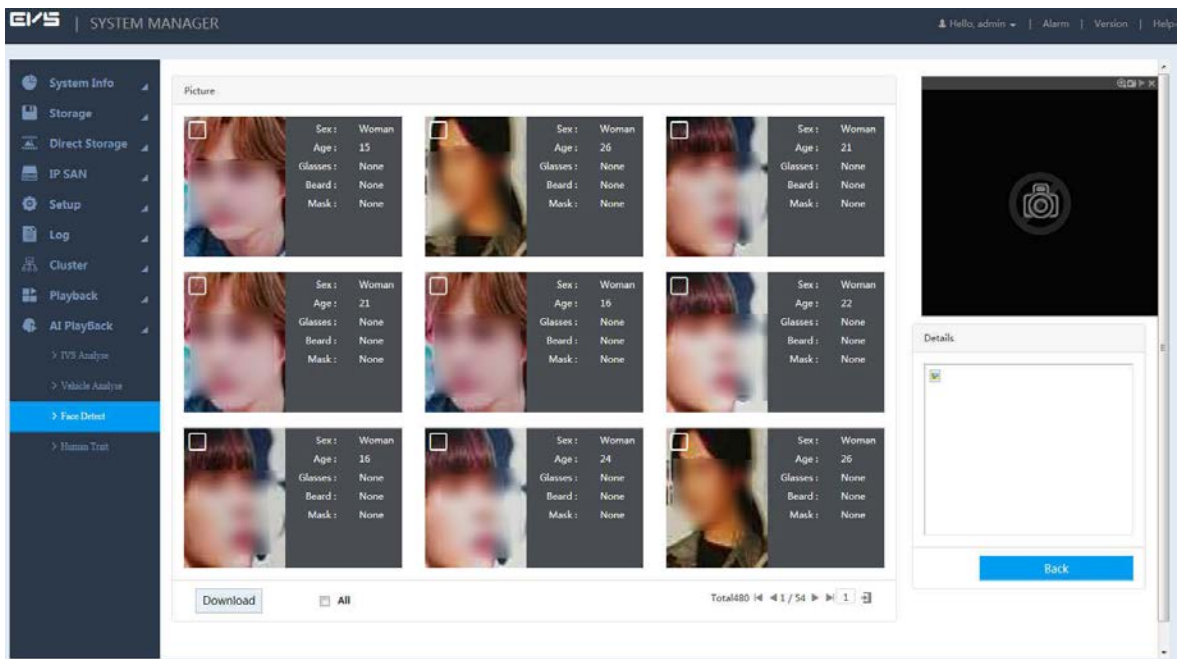 EVS | SYSTEM MANAGER
Hello, admin | Alarm | Version | Help
System Info
Storage
Direct Storage
IP SAN
Setup
Log
Cluster
Playback
AI PlayBack
> IVS Analyse
> Vehicle Analyse
> Face Detect
> Human Trait
Picture
Sex : Woman
Age : 15
Glasses : None
Beard : None
Mask : None
Sex : Woman
Age : 26
Glasses : None
Beard : None
Mask : None
Sex : Woman
Age : 21
Glasses : None
Beard : None
Mask : None
Sex : Woman
Age : 21
Glasses : None
Beard : None
Mask : None
Sex : Woman
Age : 16
Glasses : None
Beard : None
Mask : None
Sex : Woman
Age : 22
Glasses : None
Beard : None
Mask : None
Sex : Woman
Age : 16
Glasses : None
Beard : None
Mask : None
Sex : Woman
Age : 24
Glasses : None
Beard : None
Mask : None
Sex : Woman
Age : 26
Glasses : None
Beard : None
Mask : None
Download
All
Total480 1 / 54 1
Details
Back